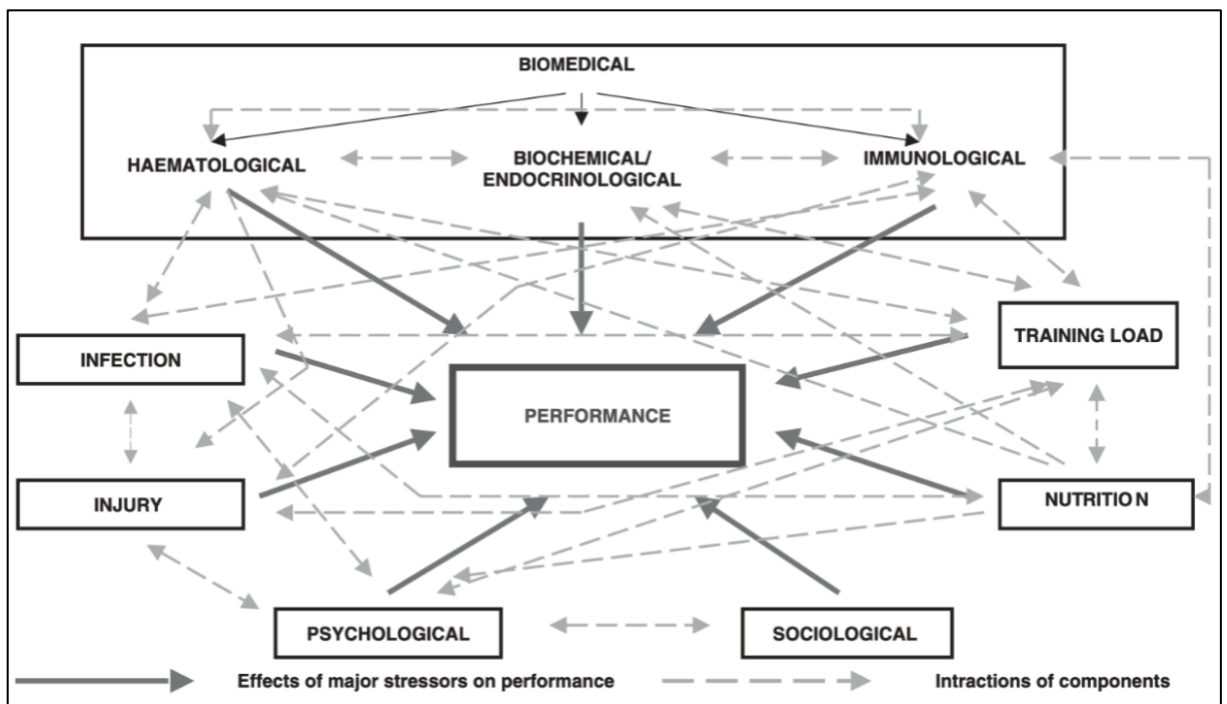 BIOMEDICAL
HAEMATOLOGICAL
BIOCHEMICAL/
ENDOCRINOLOGICAL
IMMUNOLOGICAL
INFECTION
TRAINING LOAD
PERFORMANCE
INJURY
NUTRITION
PSYCHOLOGICAL
SOCIOLOGICAL
Effects of major stressors on performance
Intractions of components